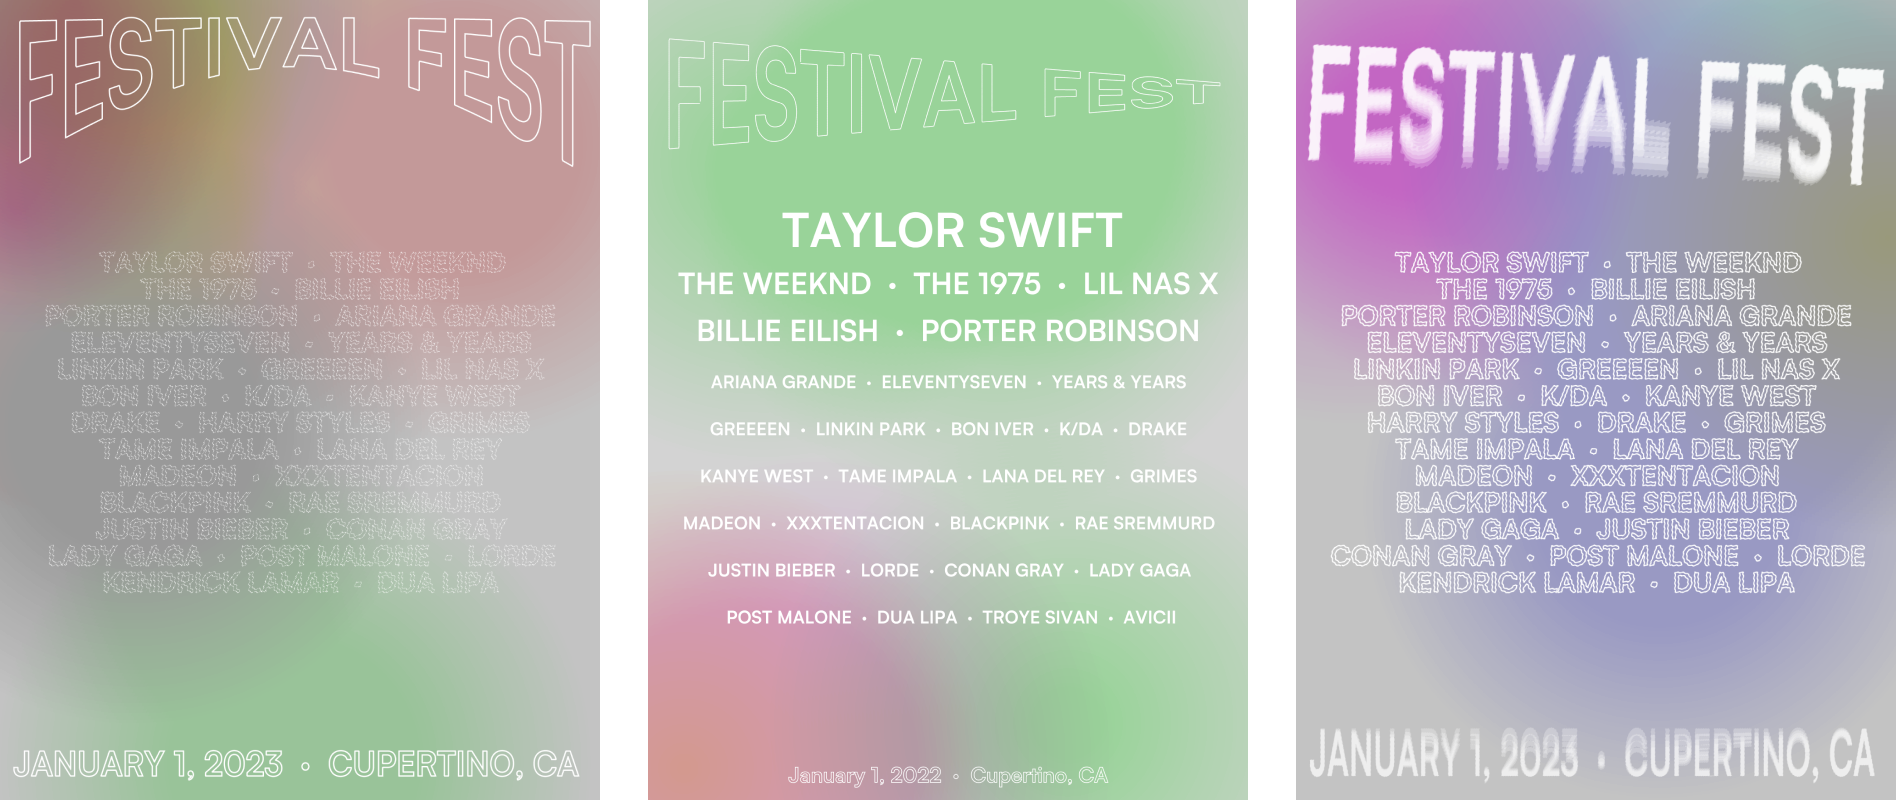 FESTIVAL FEST
TAYLOR SWIFT • THE WEEKND
THE 1975 • BILLIE EILISH
PORTER ROBINSON • ARIANA GRANDE
ELEVENTYSEVEN • YEARS & YEARS
LINKIN PARK • GREEEEN • LIL NAS X
BON IVER • K/DA • KANYE WEST
DRAKE • HARRY STYLES • GRIMES
TAME IMPALA • LANA DEL REY
MADEON • XXXTENTACION
BLACKPINK • RAE SREMMURD
JUSTIN BIEBER • CONAN GRAY
LADY GAGA • POST MALONE • LORDE
KENDRICK LAMAR • DUA LIPA
JANUARY 1, 2023 • CUPERTINO, CA
FESTIVAL FEST
TAYLOR SWIFT
THE WEEKND • THE 1975 • LIL NAS X
BILLIE EILISH • PORTER ROBINSON
ARIANA GRANDE • ELEVENTYSEVEN • YEARS & YEARS
GREEEEN • LINKIN PARK • BON IVER • K/DA • DRAKE
KANYE WEST • TAME IMPALA • LANA DEL REY • GRIMES
MADEON • XXXTENTACION • BLACKPINK • RAE SREMMURD
JUSTIN BIEBER • LORDE • CONAN GRAY • LADY GAGA
POST MALONE • DUA LIPA • TROYE SIVAN • AVICII
January 1, 2022 • Cupertino, CA
FESTIVAL FEST
TAYLOR SWIFT • THE WEEKND
THE 1975 • BILLIE EILISH
PORTER ROBINSON • ARIANA GRANDE
ELEVENTYSEVEN • YEARS & YEARS
LINKIN PARK • GREEEEN • LIL NAS X
BON IVER • K/DA • KANYE WEST
HARRY STYLES • DRAKE • GRIMES
TAME IMPALA • LANA DEL REY
MADEON • XXXTENTACION
BLACKPINK • RAE SREMMURD
LADY GAGA • JUSTIN BIEBER
CONAN GRAY • POST MALONE • LORDE
KENDRICK LAMAR • DUA LIPA
JANUARY 1, 2023 • CUPERTINO, CA